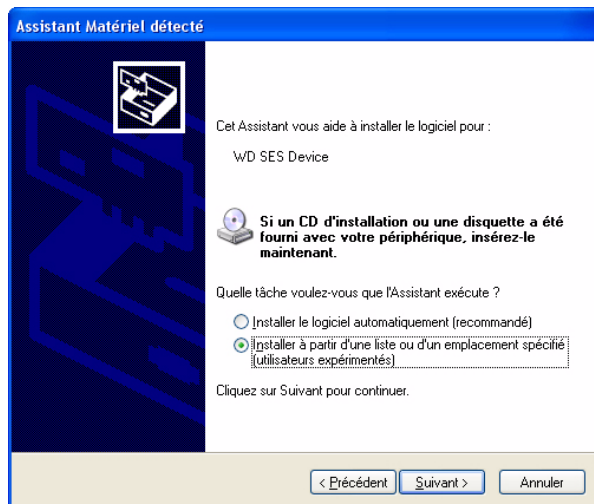 Assistant Matériel détecté
Cet Assistant vous aide à installer le logiciel pour :
WD SES Device
Si un CD d'installation ou une disquette a été
fourni avec votre périphérique, insérez-le
maintenant.
Quelle tâche voulez-vous que l'Assistant exécute ?
Installer le logiciel automatiquement (recommandé)
Installer à partir d'une liste ou d'un emplacement spécifié
(utilisateurs expérimentés)
Cliquez sur Suivant pour continuer.
< Précédent Suivant > Annuler